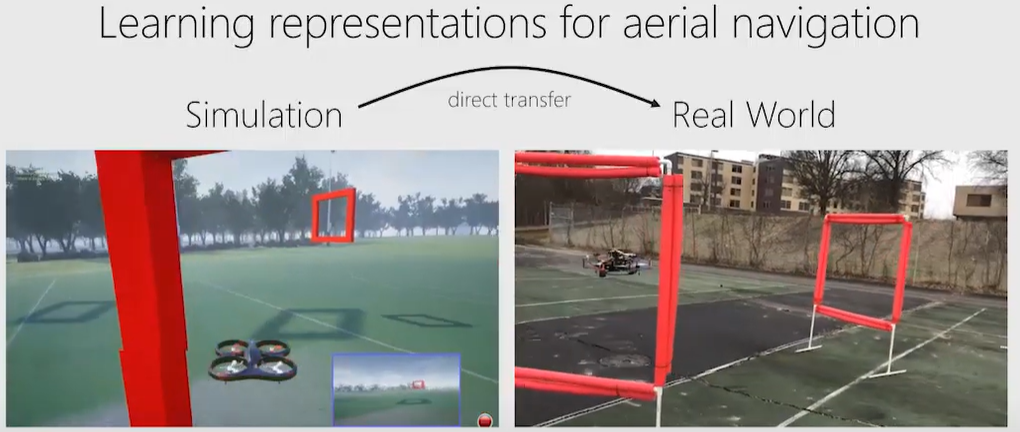 Learning representations for aerial navigation
direct transfer
Simulation
Real World